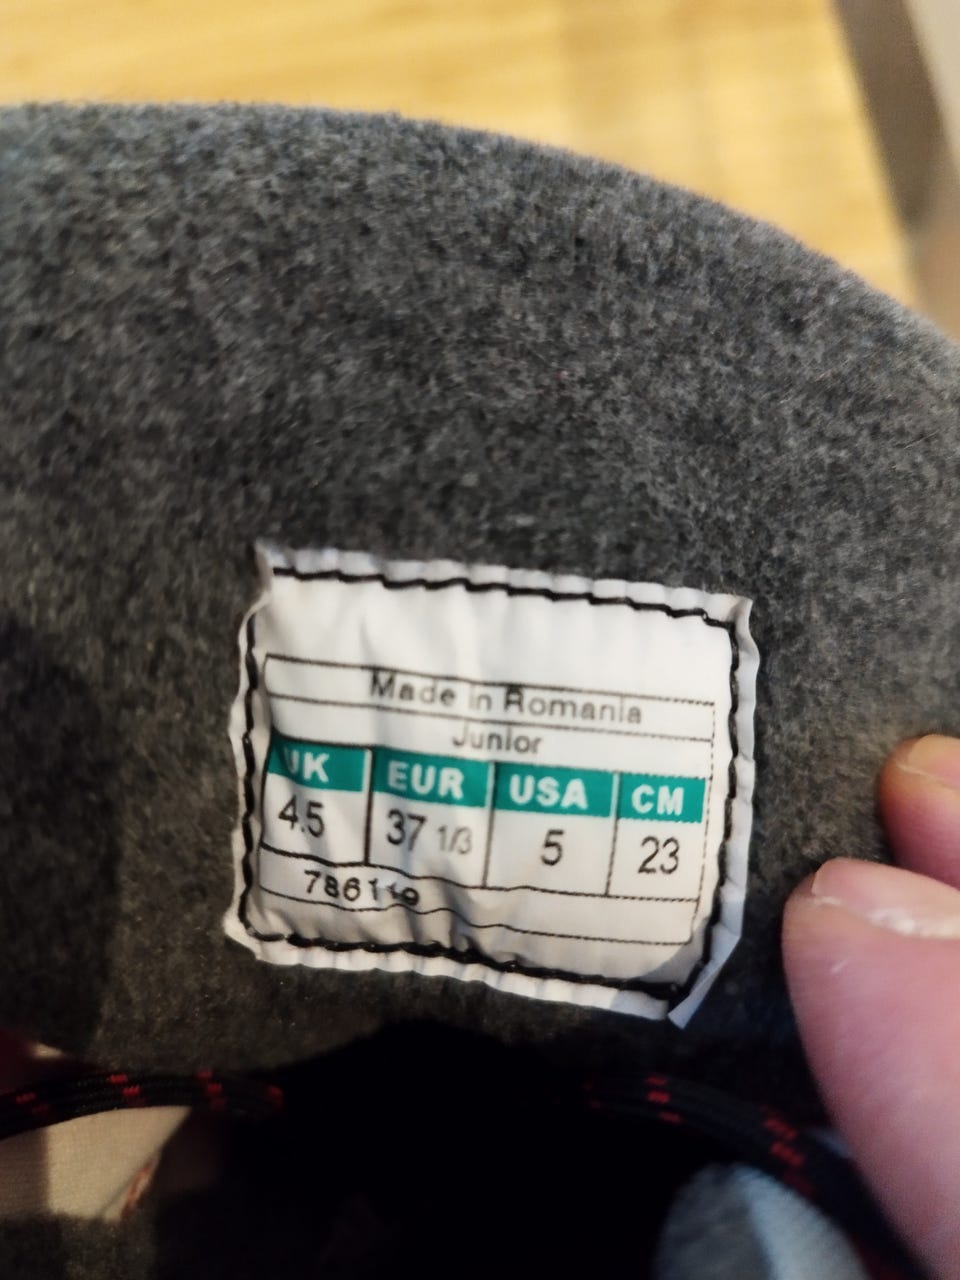 Made in Romania
Junior
UK EUR USA CM
4.5 37 1/3 5 23
786119